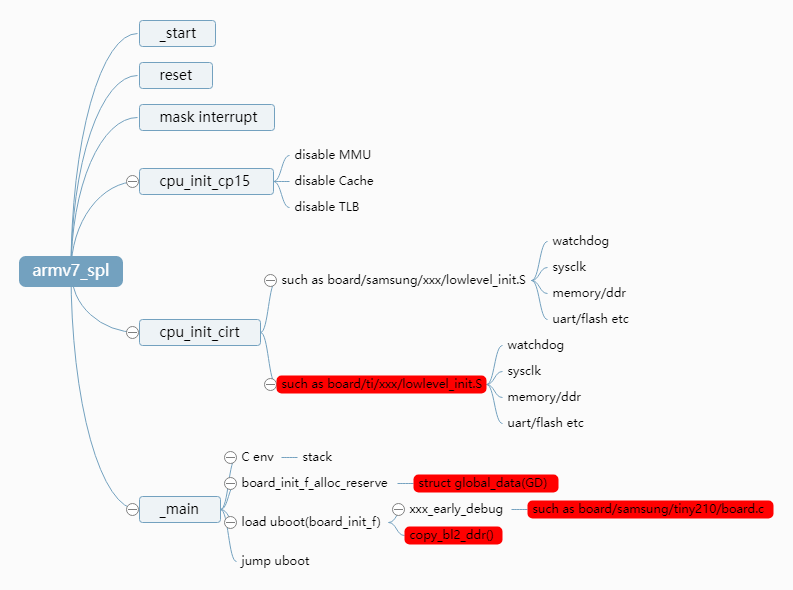 _start
reset
mask interrupt
cpu_init_cp15
disable MMU
disable Cache
disable TLB
armv7_spl
cpu_init_cirt
such as board/samsung/xxx/lowlevel_init.S
watchdog
sysclk
memory/ddr
uart/flash etc
such as board/ti/xxx/lowlevel_init.S
watchdog
sysclk
memory/ddr
uart/flash etc
_main
C env
stack
board_init_f_alloc_reserve
struct global_data(GD)
load uboot(board_init_f)
xxx_early_debug
such as board/samsung/tiny210/board.c
copy_bl2_ddr()
jump uboot